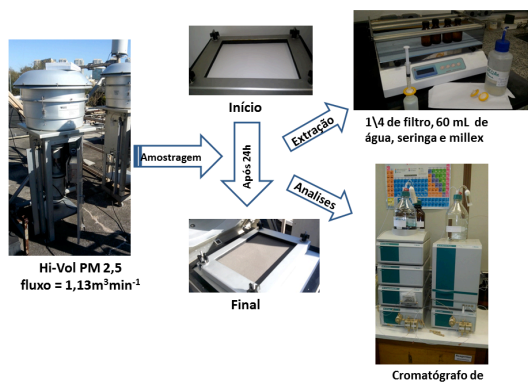 Início
Extração
1\4 de filtro, 60 mL de
água, seringa e millex
Amostragem
Após 24h
Analises
Hi-Vol PM 2,5
fluxo = 1,13m³min⁻¹
Final
Cromatógrafo de